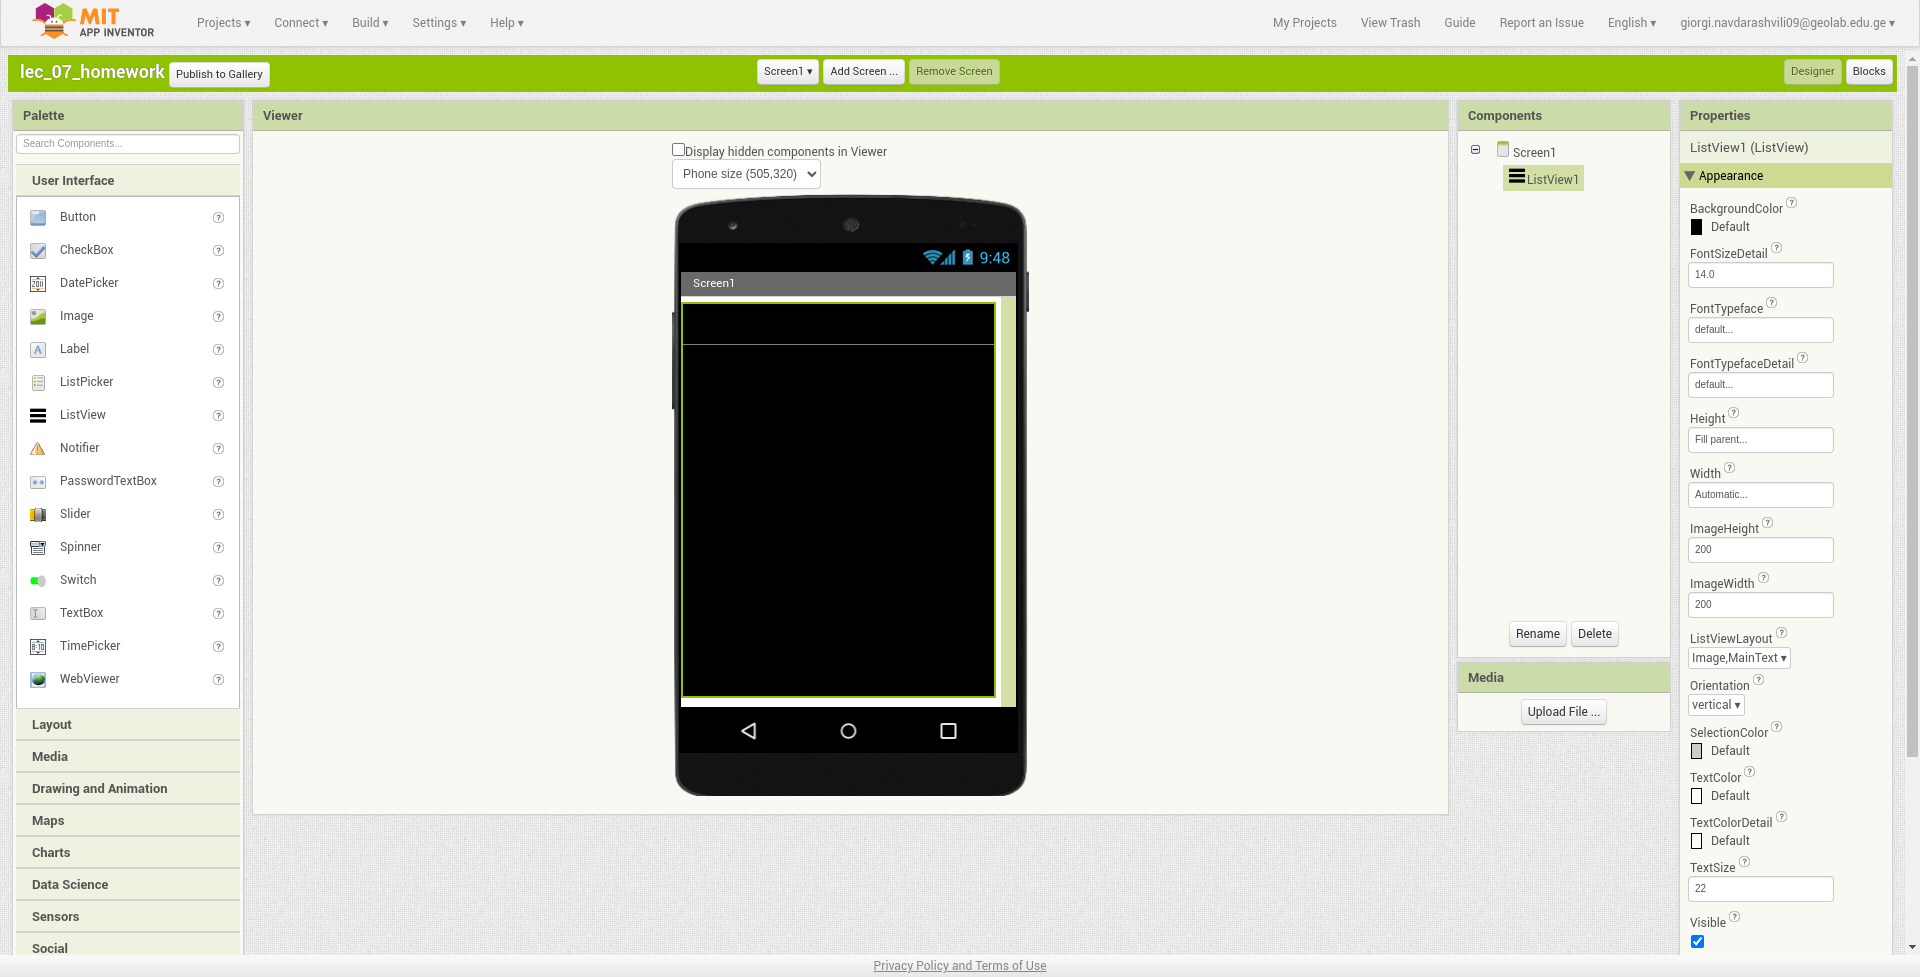 MIT
APP INVENTOR
Projects ▾ Connect ▾ Build ▾ Settings ▾ Help ▾ My Projects View Trash Guide Report an Issue English ▾ giorgi.navdarashvili09@geolab.edu.ge ▾
lec_07_homework Publish to Gallery Screen1 ▾ Add Screen ... Remove Screen Designer Blocks
Palette
Search Components...
User Interface
Button ?
CheckBox ?
DatePicker ?
Image ?
Label ?
ListPicker ?
ListView ?
Notifier ?
PasswordTextBox ?
Slider ?
Spinner ?
Switch ?
TextBox ?
TimePicker ?
WebViewer ?
Layout
Media
Drawing and Animation
Maps
Charts
Data Science
Sensors
Social
Viewer
Display hidden components in Viewer
Phone size (505,320)
9:48
Screen1
Components
Screen1
ListView1
Rename Delete
Media
Upload File ...
Properties
ListView1 (ListView)
Appearance
BackgroundColor ?
Default
FontSizeDetail ?
14.0
FontTypeface ?
default...
FontTypefaceDetail ?
default...
Height ?
Fill parent...
Width ?
Automatic...
ImageHeight ?
200
ImageWidth ?
200
ListViewLayout ?
Image,MainText ▾
Orientation ?
vertical ▾
SelectionColor ?
Default
TextColor ?
Default
TextColorDetail ?
Default
TextSize ?
22
Visible ?
Privacy Policy and Terms of Use